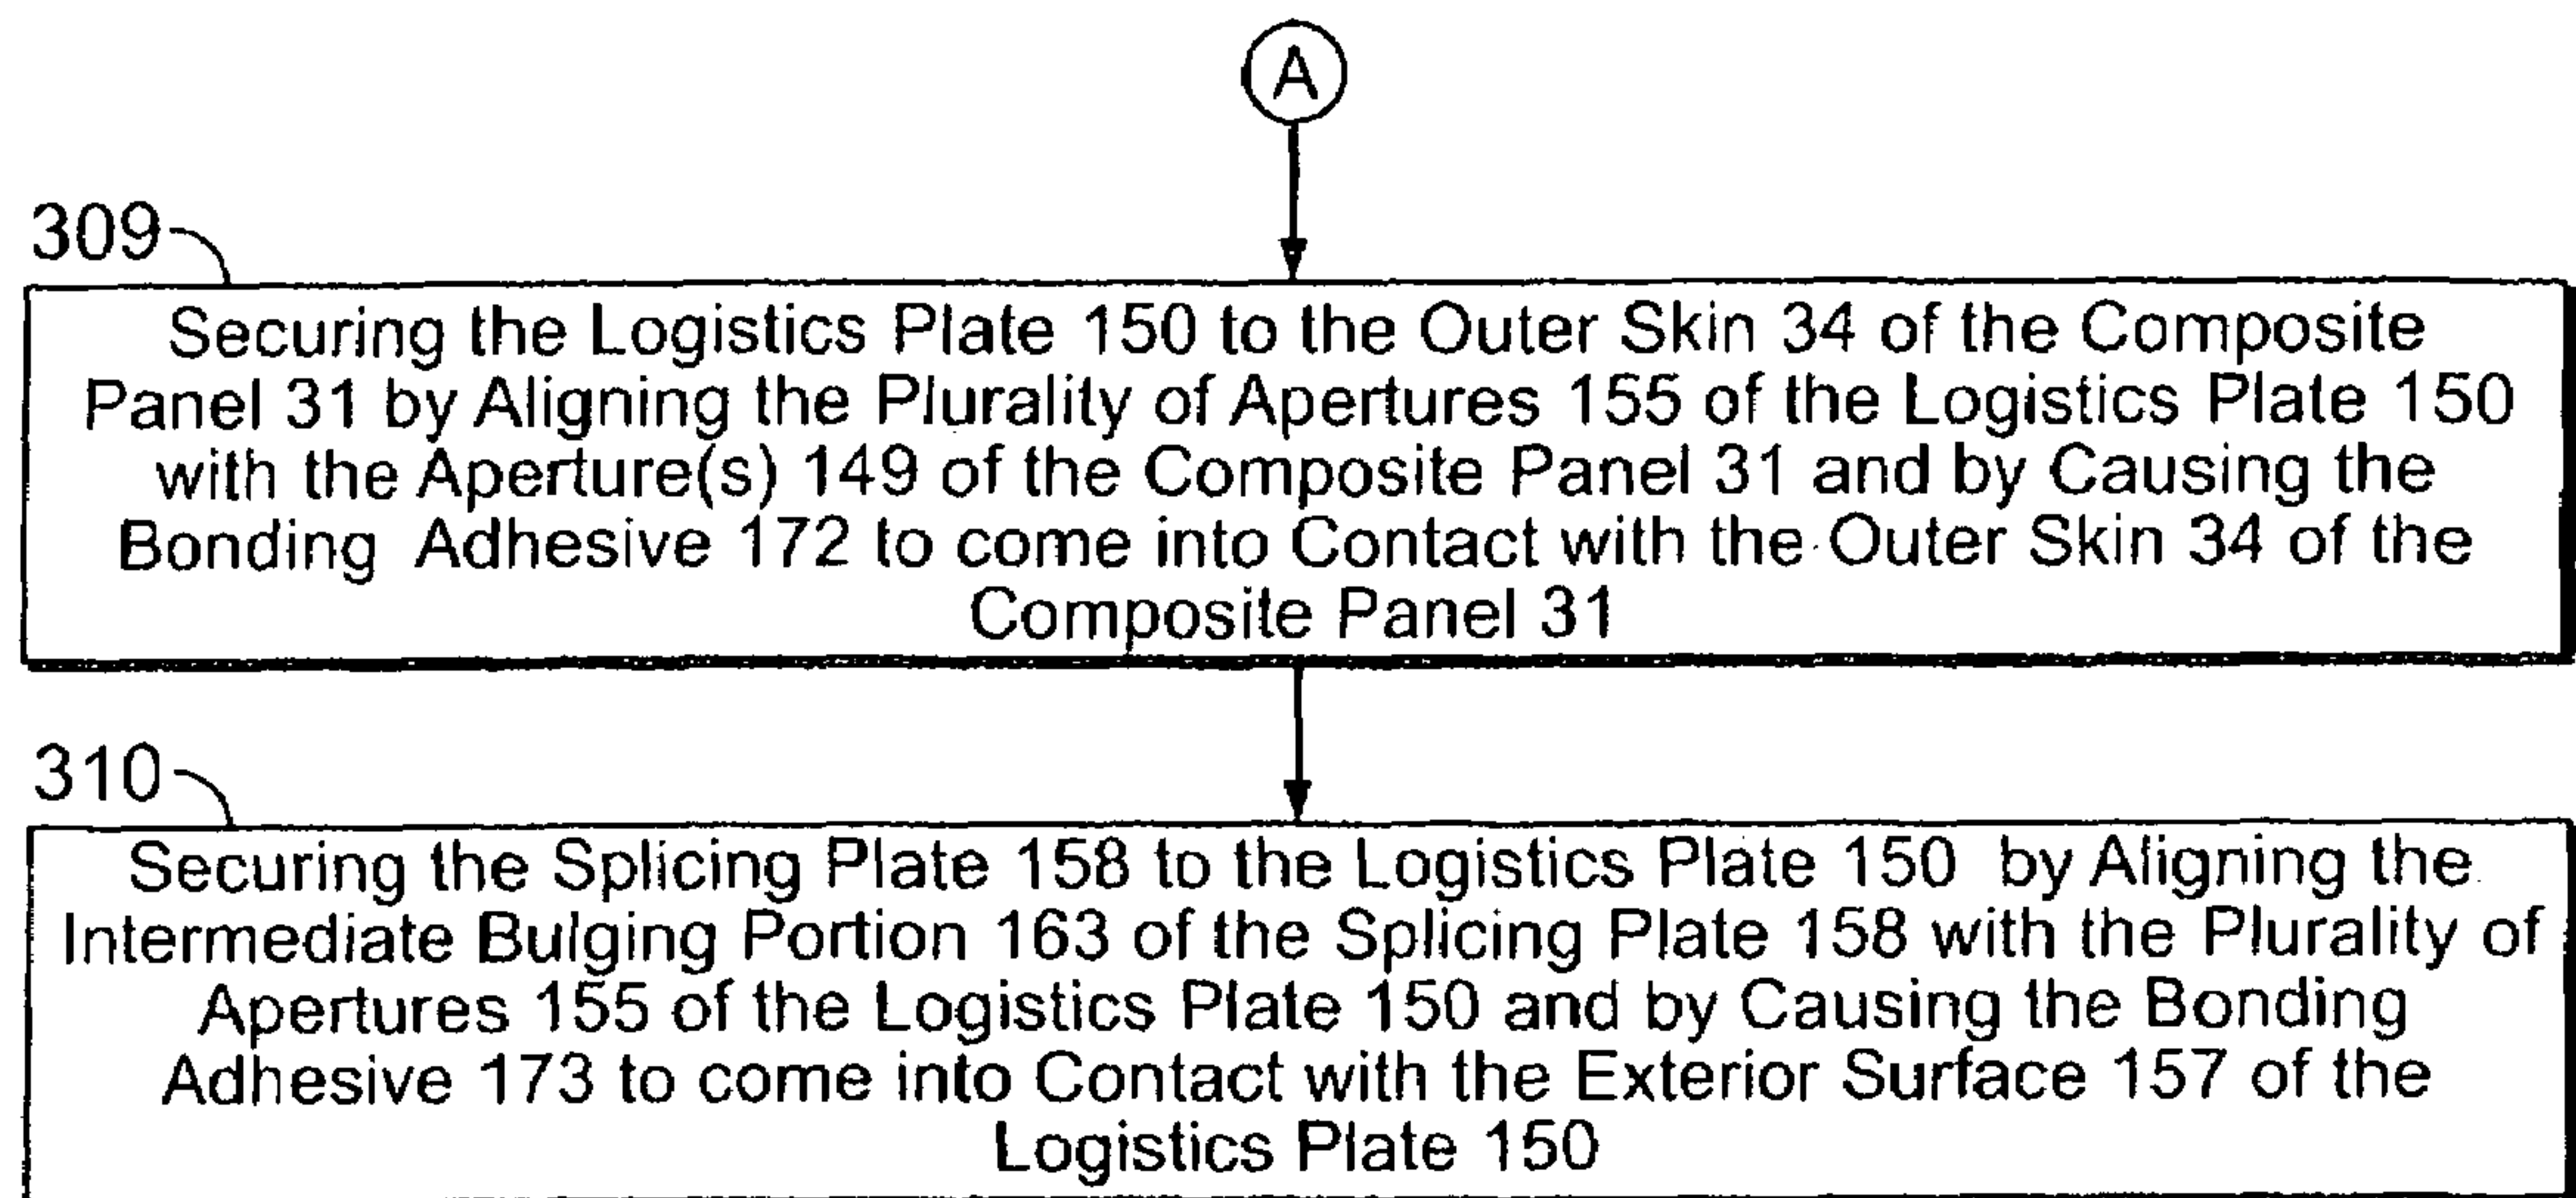 A
309
Securing the Logistics Plate 150 to the Outer Skin 34 of the Composite
Panel 31 by Aligning the Plurality of Apertures 155 of the Logistics Plate 150
with the Aperture(s) 149 of the Composite Panel 31 and by Causing the
Bonding Adhesive 172 to come into Contact with the Outer Skin 34 of the
Composite Panel 31
310
Securing the Splicing Plate 158 to the Logistics Plate 150 by Aligning the
Intermediate Bulging Portion 163 of the Splicing Plate 158 with the Plurality of
Apertures 155 of the Logistics Plate 150 and by Causing the Bonding
Adhesive 173 to come into Contact with the Exterior Surface 157 of the
Logistics Plate 150